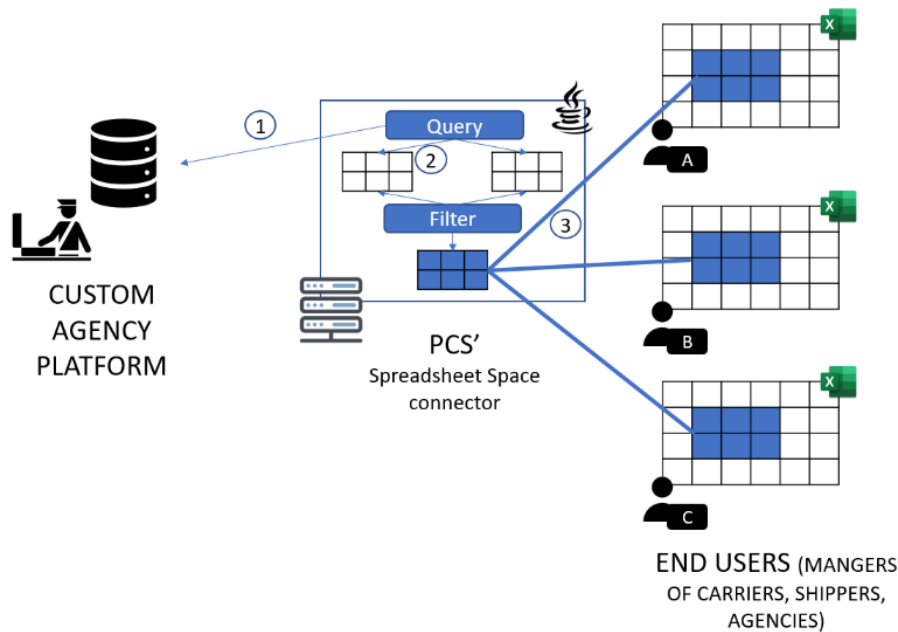 1
Query
2
Filter
3
X
A
X
B
X
C
CUSTOM
AGENCY
PLATFORM
PCS’
Spreadsheet Space
connector
END USERS (MANGERS
OF CARRIERS, SHIPPERS,
AGENCIES)